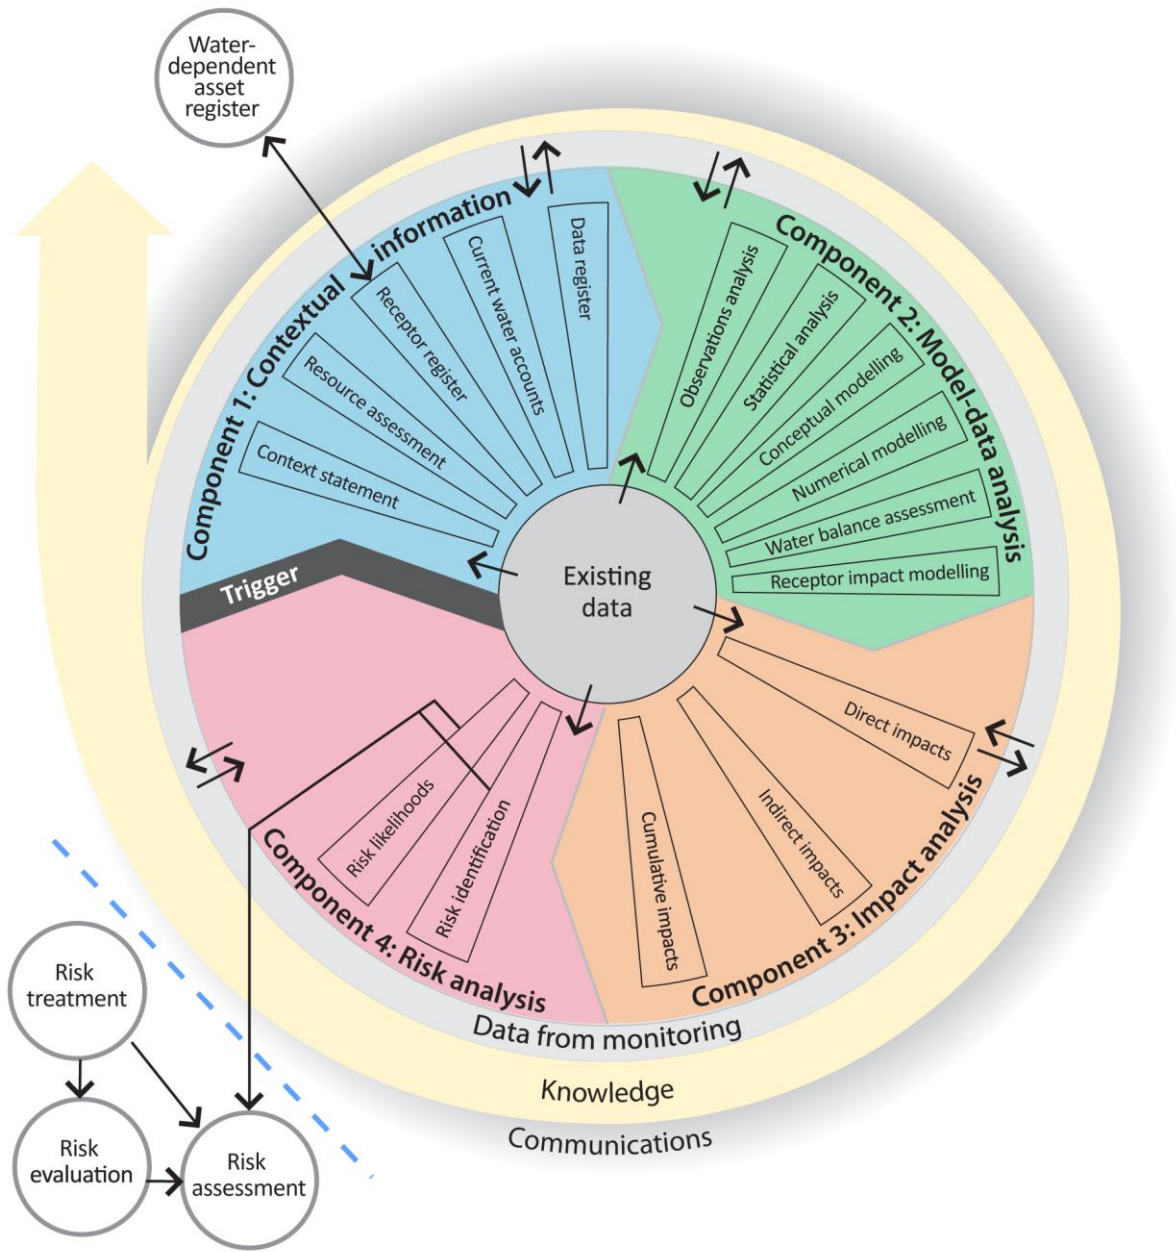 Water-
dependent
asset
register
Component 1: Contextual information
Context statement
Resource assessment
Receptor register
Current water accounts
Data register
Component 2: Model-data analysis
Observations analysis
Statistical analysis
Conceptual modelling
Numerical modelling
Water balance assessment
Receptor impact modelling
Trigger
Existing
data
Component 3: Impact analysis
Direct impacts
Indirect impacts
Cumulative impacts
Component 4: Risk analysis
Risk identification
Risk likelihoods
Data from monitoring
Knowledge
Communications
Risk
treatment
Risk
evaluation
Risk
assessment